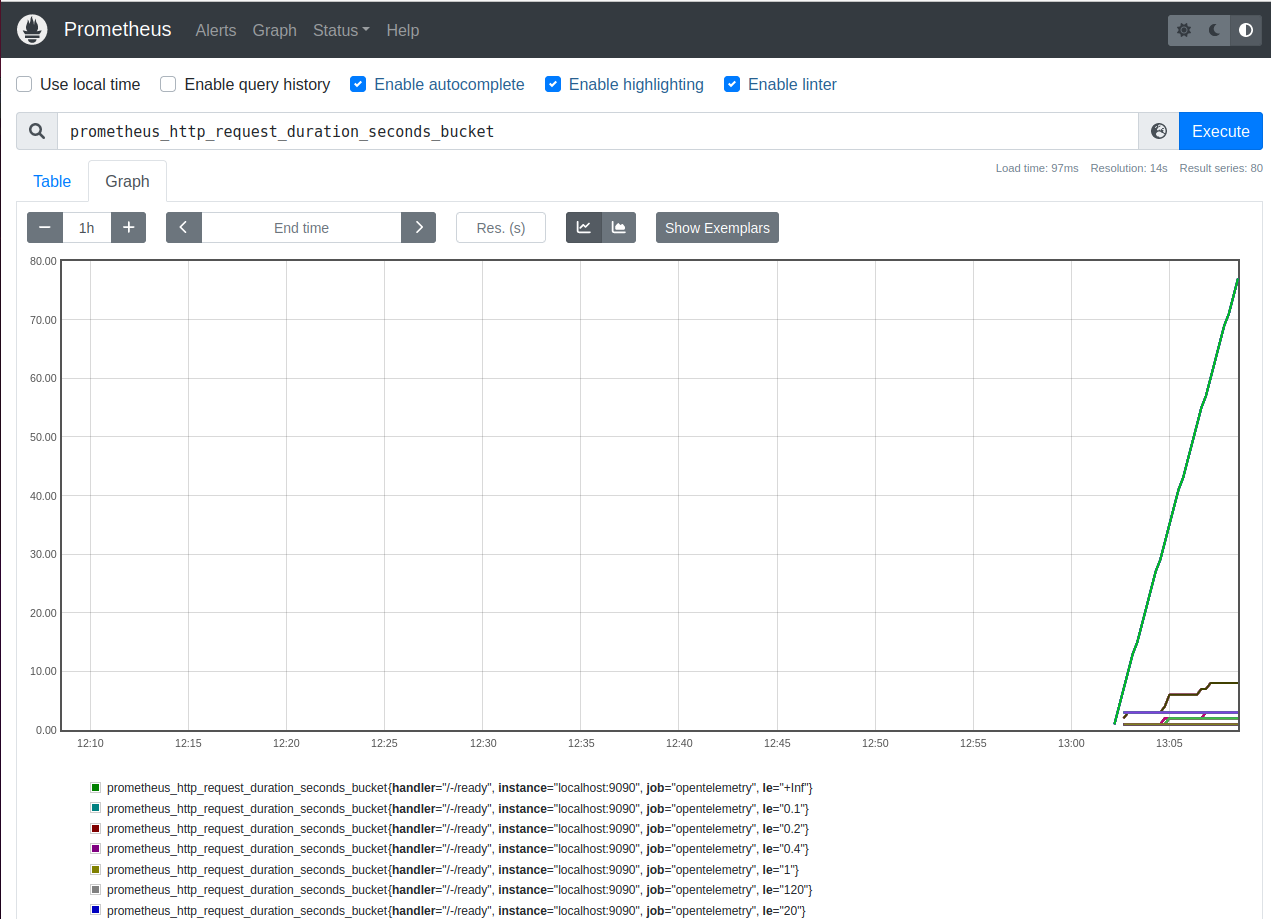 Prometheus Alerts Graph Status Help
Use local time Enable query history Enable autocomplete Enable highlighting Enable linter
prometheus_http_request_duration_seconds_bucket Execute
Load time: 97ms Resolution: 14s Result series: 80
Table Graph
1h End time Res. (s) Show Exemplars
80.00
70.00
60.00
50.00
40.00
30.00
20.00
10.00
0.00
12:10 12:15 12:20 12:25 12:30 12:35 12:40 12:45 12:50 12:55 13:00 13:05
prometheus_http_request_duration_seconds_bucket{handler="/-/ready", instance="localhost:9090", job="opentelemetry", le="+Inf"}
prometheus_http_request_duration_seconds_bucket{handler="/-/ready", instance="localhost:9090", job="opentelemetry", le="0.1"}
prometheus_http_request_duration_seconds_bucket{handler="/-/ready", instance="localhost:9090", job="opentelemetry", le="0.2"}
prometheus_http_request_duration_seconds_bucket{handler="/-/ready", instance="localhost:9090", job="opentelemetry", le="0.4"}
prometheus_http_request_duration_seconds_bucket{handler="/-/ready", instance="localhost:9090", job="opentelemetry", le="1"}
prometheus_http_request_duration_seconds_bucket{handler="/-/ready", instance="localhost:9090", job="opentelemetry", le="120"}
prometheus_http_request_duration_seconds_bucket{handler="/-/ready", instance="localhost:9090", job="opentelemetry", le="20"}